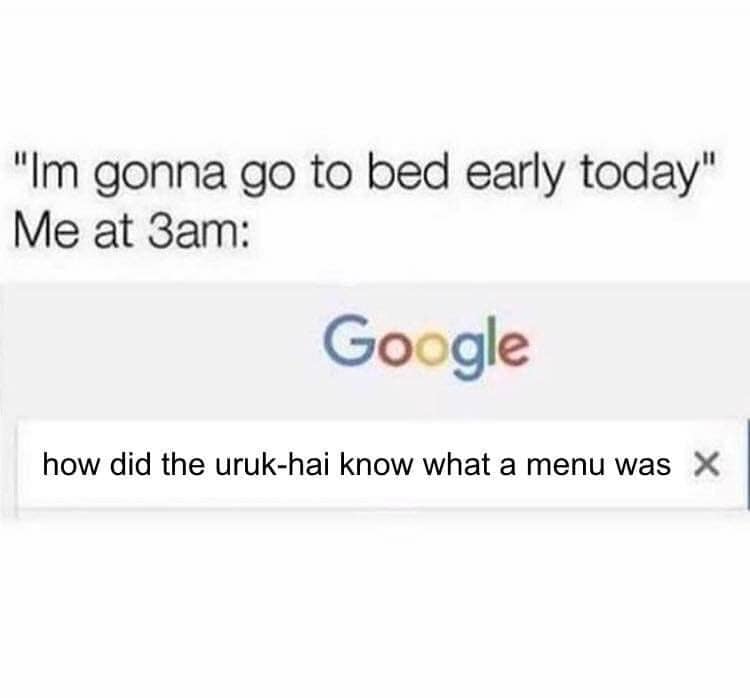 "Im gonna go to bed early today"
Me at 3am:
Google
how did the uruk-hai know what a menu was ×